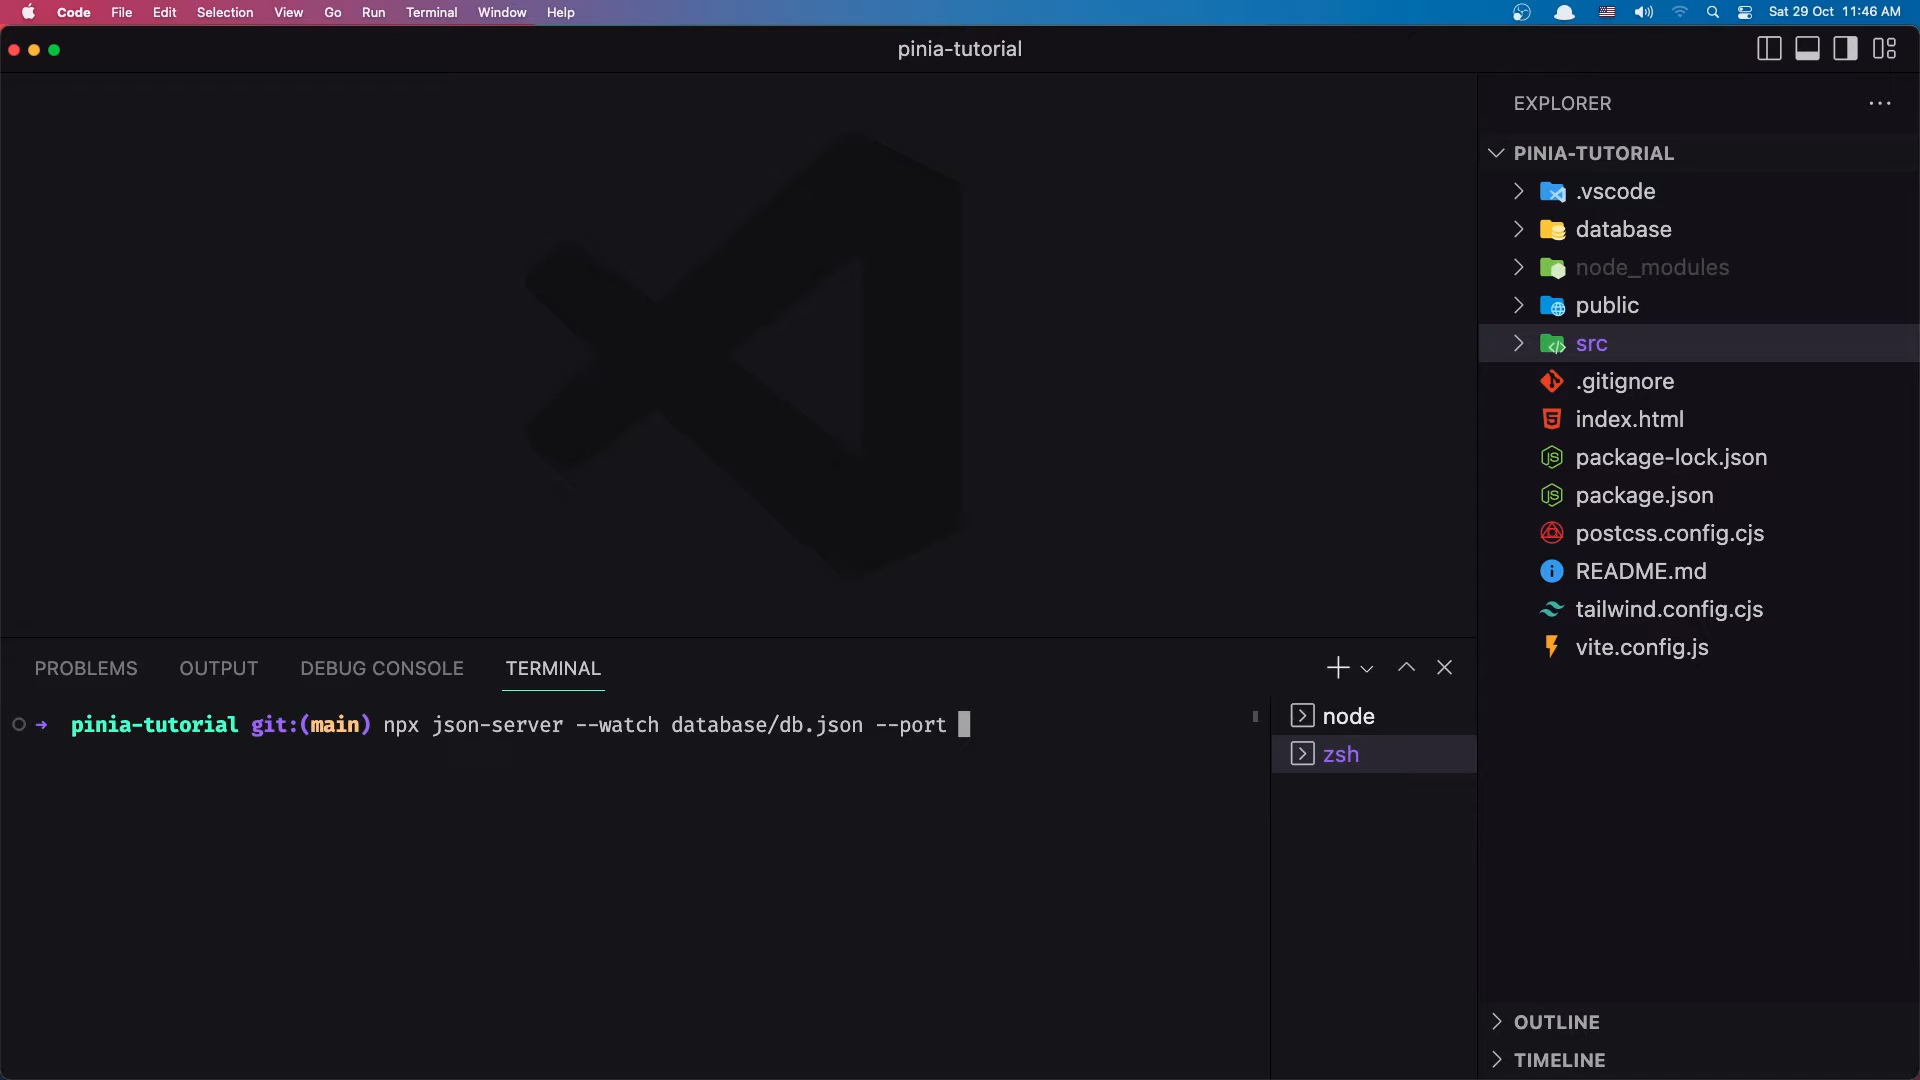 Code File Edit Selection View Go Run Terminal Window Help Sat 29 Oct 11:46 AM
pinia-tutorial
EXPLORER
PINIA-TUTORIAL
.vscode
database
node_modules
public
src
.gitignore
index.html
package-lock.json
package.json
postcss.config.cjs
README.md
tailwind.config.cjs
vite.config.js
PROBLEMS OUTPUT DEBUG CONSOLE TERMINAL
pinia-tutorial git:(main) npx json-server --watch database/db.json --port
node
zsh
OUTLINE
TIMELINE